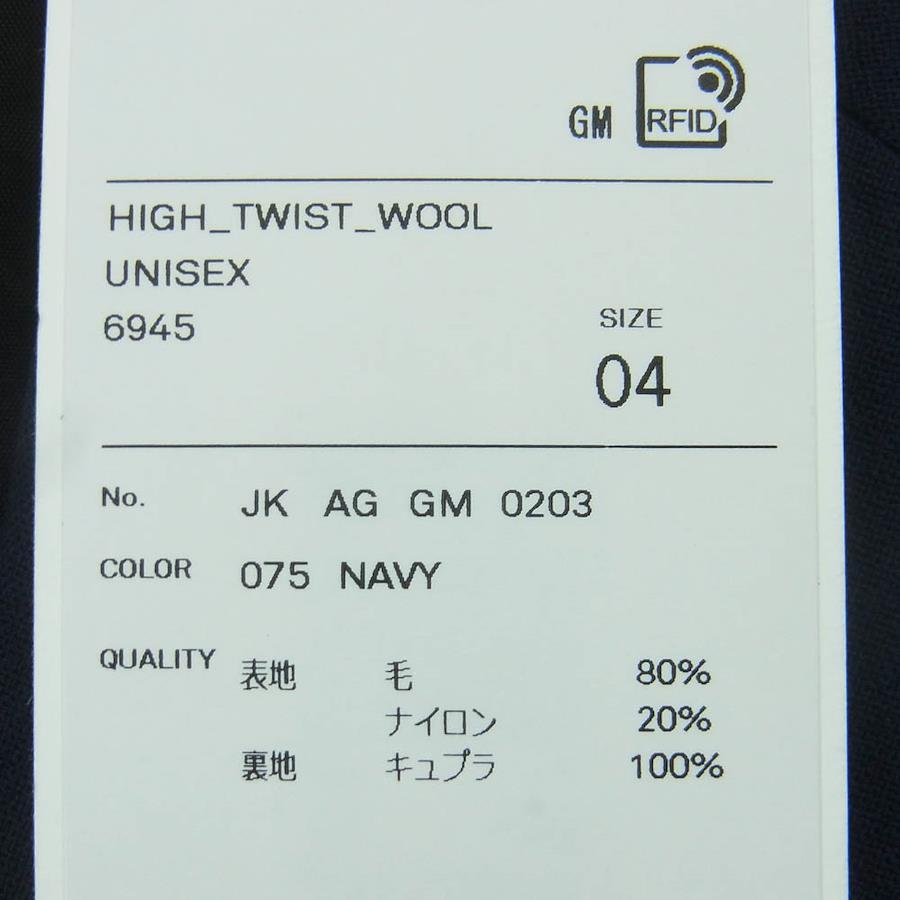 GM RFID
HIGH_TWIST_WOOL
UNISEX
6945
SIZE
04
No. JK AG GM 0203
COLOR 075 NAVY
QUALITY 表地 毛 80%
ナイロン 20%
裏地 キュプラ 100%